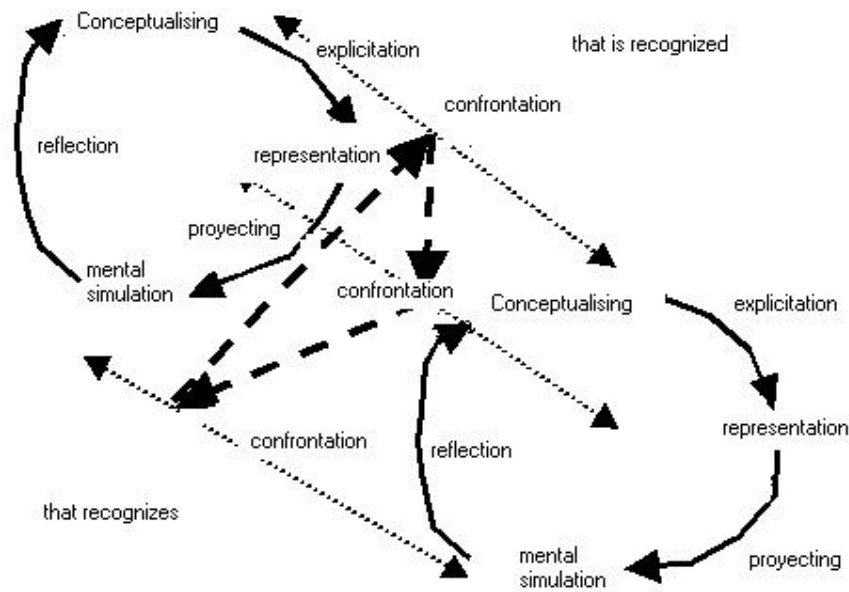 Conceptualising
explicitation
that is recognized
confrontation
reflection
representation
proyecting
mental
simulation
confrontation
Conceptualising
explicitation
representation
confrontation
reflection
that recognizes
mental
simulation
proyecting